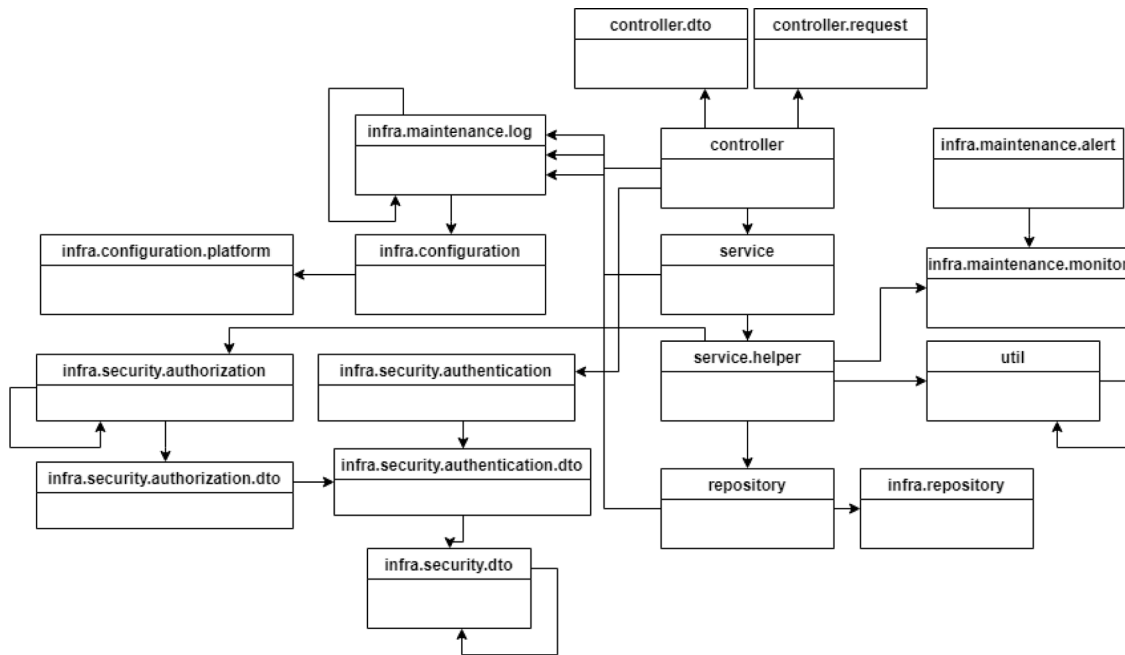 controller.dto
controller.request
infra.maintenance.log
controller
infra.maintenance.alert
infra.configuration.platform
infra.configuration
service
infra.maintenance.monitor
infra.security.authorization
infra.security.authentication
service.helper
util
infra.security.authorization.dto
infra.security.authentication.dto
repository
infra.repository
infra.security.dto